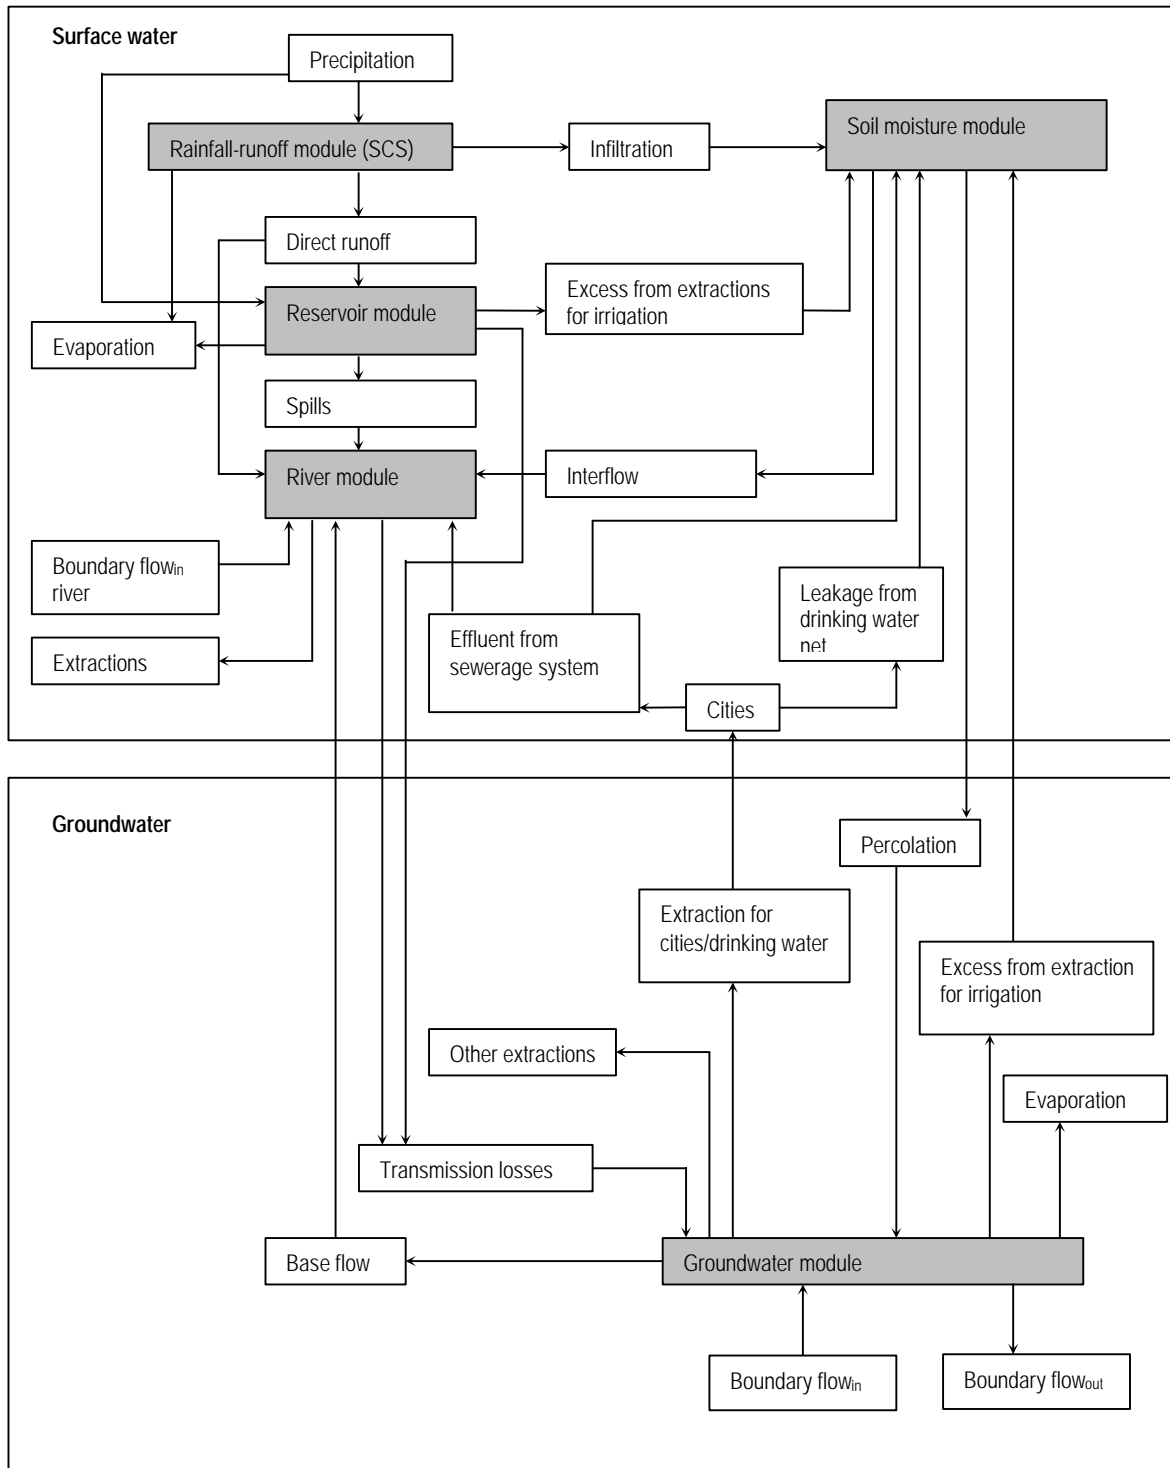 Surface water
Precipitation
Rainfall-runoff module (SCS)
Infiltration
Soil moisture module
Direct runoff
Reservoir module
Excess from extractions
for irrigation
Evaporation
Spills
River module
Interflow
Boundary flowin
river
Extractions
Effluent from
sewerage system
Leakage from
drinking water
net
Cities
Groundwater
Percolation
Extraction for
cities/drinking water
Excess from extraction
for irrigation
Other extractions
Evaporation
Transmission losses
Base flow
Groundwater module
Boundary flowin
Boundary flowout